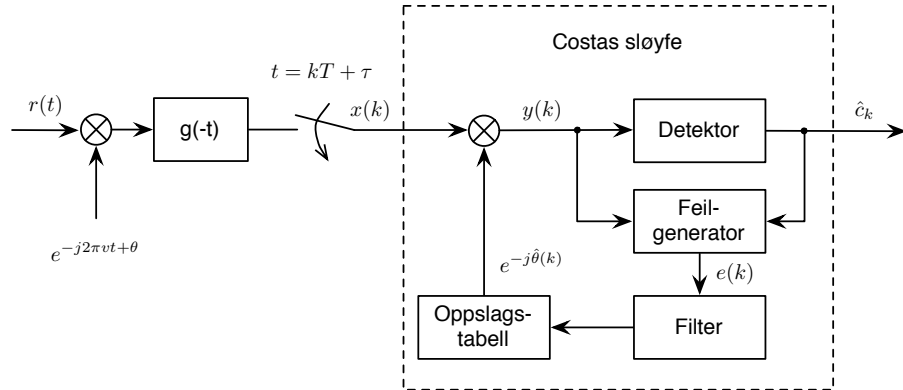 Costas sløyfe
t = kT + τ
r(t)
g(-t)
x(k)
y(k)
Detektor
ĉ_k
Feil-
generator
e^{-j2πvt+θ}
e^{-jθ̂(k)}
e(k)
Oppslags-
tabell
Filter